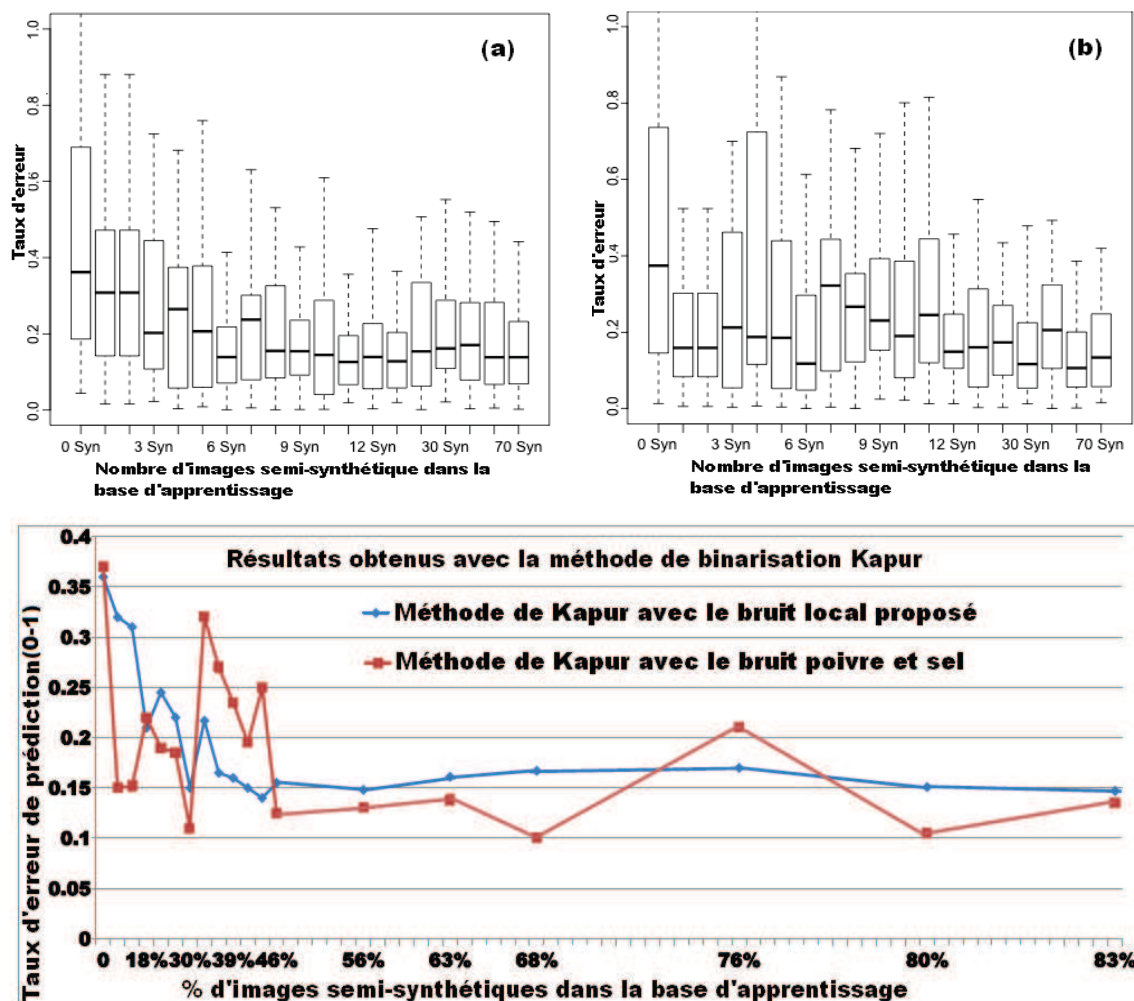 (a)
Taux d'erreur
1.0
0.8
0.6
0.4
0.2
0.0
0 Syn 3 Syn 6 Syn 9 Syn 12 Syn 30 Syn 70 Syn
Nombre d'images semi-synthétique dans la
base d'apprentissage
(b)
Taux d'erreur
1.0
0.8
0.6
0.4
0.2
0.0
0 Syn 3 Syn 6 Syn 9 Syn 12 Syn 30 Syn 70 Syn
Nombre d'images semi-synthétique dans la
base d'apprentissage
Résultats obtenus avec la méthode de binarisation Kapur
Méthode de Kapur avec le bruit local proposé
Méthode de Kapur avec le bruit poivre et sel
Taux d'erreur de prédiction(0-1)
0.4
0.35
0.3
0.25
0.2
0.15
0.1
0.05
0
0 18% 30% 39% 46% 56% 63% 68% 76% 80% 83%
% d'images semi-synthétiques dans la base d'apprentissage